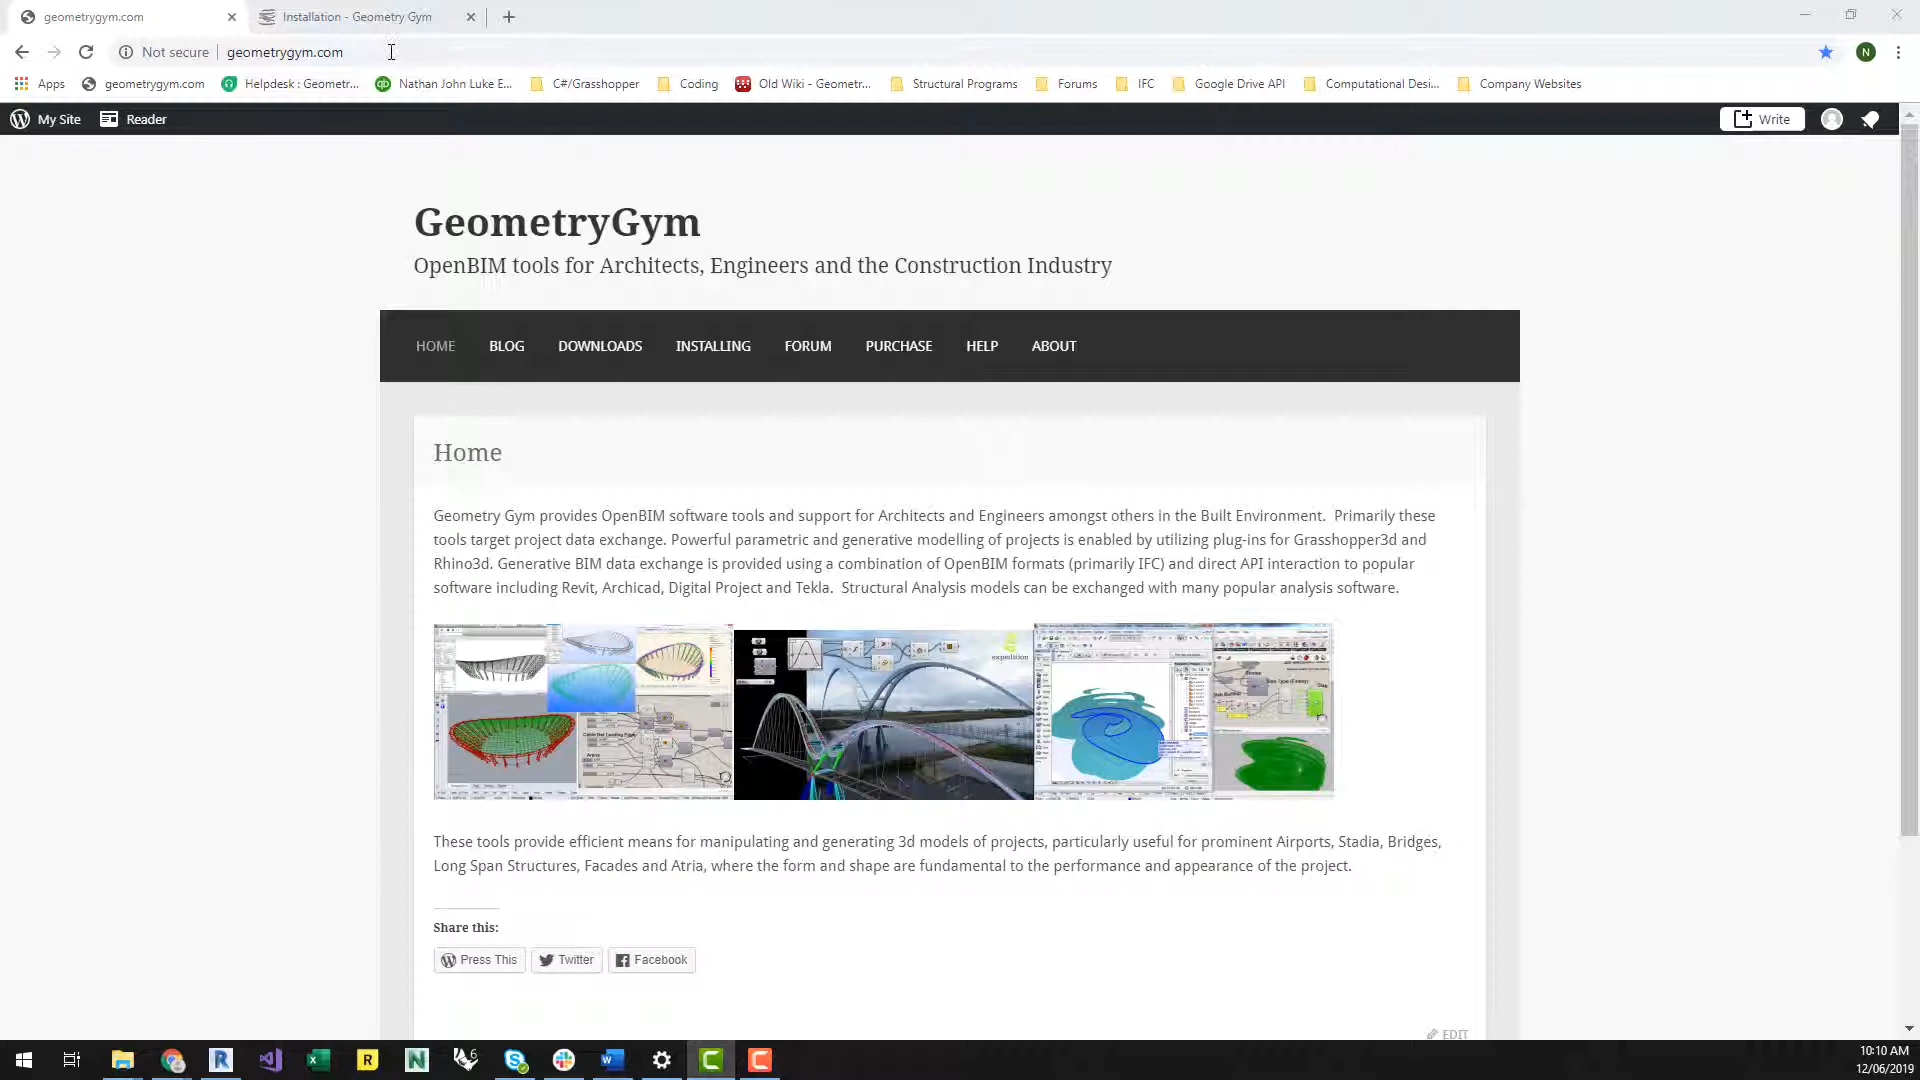 geometrygym.com
Installation - Geometry Gym
Not secure
geometrygym.com
N
Apps
geometrygym.com
Helpdesk : Geometr...
Nathan John Luke E...
C#/Grasshopper
Coding
Old Wiki - Geometr...
Structural Programs
Forums
IFC
Google Drive API
Computational Desi...
Company Websites
My Site
Reader
Write
GeometryGym
OpenBIM tools for Architects, Engineers and the Construction Industry
HOME
BLOG
DOWNLOADS
INSTALLING
FORUM
PURCHASE
HELP
ABOUT
Home
Geometry Gym provides OpenBIM software tools and support for Architects and Engineers amongst others in the Built Environment. Primarily these
tools target project data exchange. Powerful parametric and generative modelling of projects is enabled by utilizing plug-ins for Grasshopper3d and
Rhino3d. Generative BIM data exchange is provided using a combination of OpenBIM formats (primarily IFC) and direct API interaction to popular
software including Revit, Archicad, Digital Project and Tekla. Structural Analysis models can be exchanged with many popular analysis software.
expedition
These tools provide efficient means for manipulating and generating 3d models of projects, particularly useful for prominent Airports, Stadia, Bridges,
Long Span Structures, Facades and Atria, where the form and shape are fundamental to the performance and appearance of the project.
Share this:
Press This
Twitter
Facebook
EDIT
10:10 AM
12/06/2019